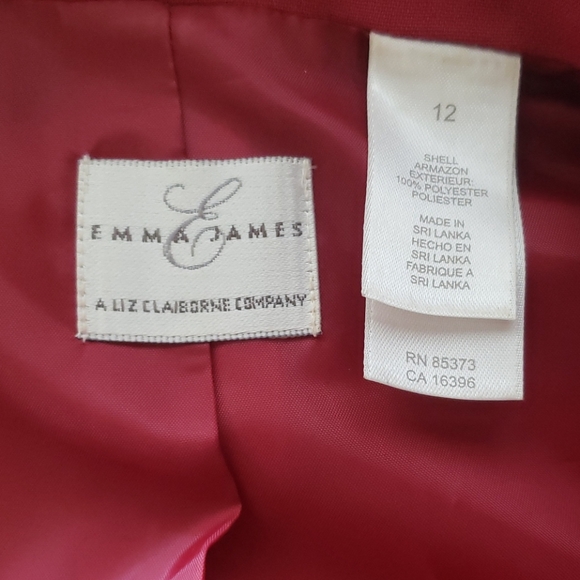 E
EMMA JAMES
A LIZ CLAIBORNE COMPANY
12
SHELL
ARMAZON
EXTERIEUR:
100% POLYESTER
POLIESTER
MADE IN
SRI LANKA
HECHO EN
SRI LANKA
FABRIQUE A
SRI LANKA
RN 85373
CA 16396